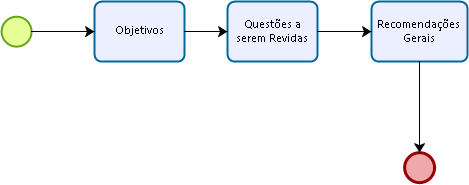 Objetivos
Questões a
serem Revidas
Recomendações
Gerais